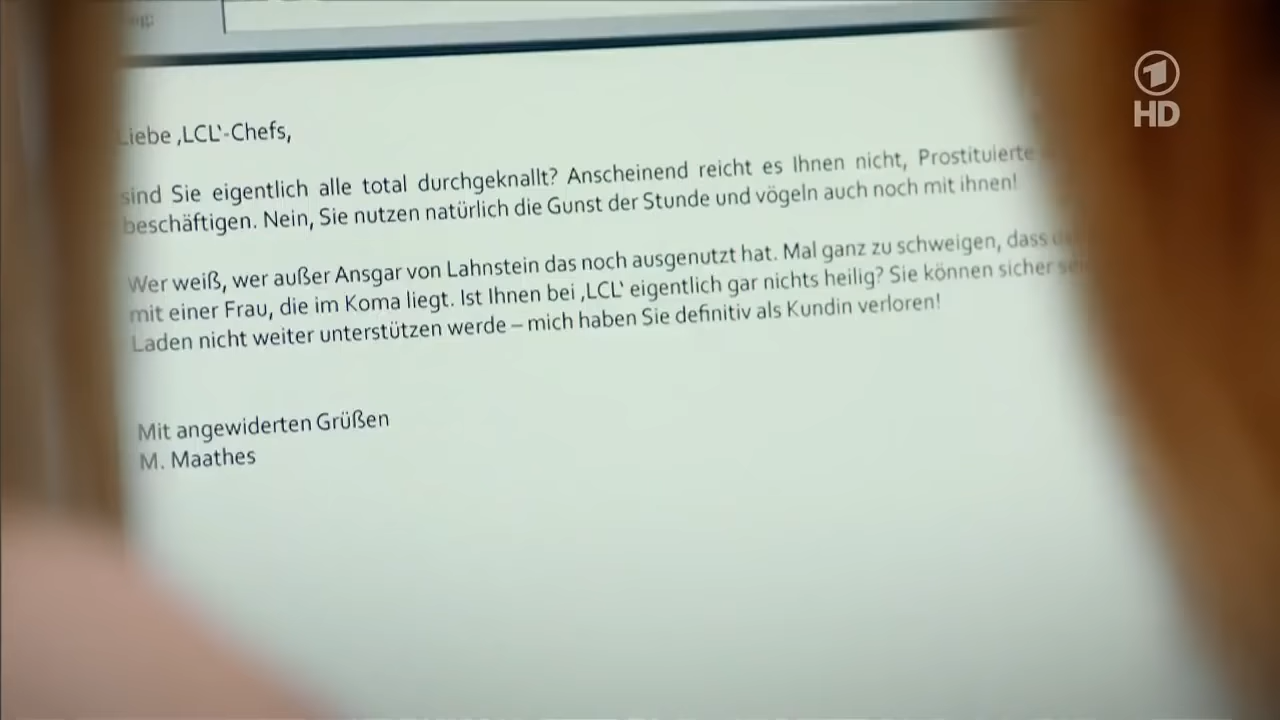 HD
Liebe ‚LCL'-Chefs,
sind Sie eigentlich alle total durchgeknallt? Anscheinend reicht es Ihnen nicht, Prostituierte
beschäftigen. Nein, Sie nutzen natürlich die Gunst der Stunde und vögeln auch noch mit ihnen!
Wer weiß, wer außer Ansgar von Lahnstein das noch ausgenutzt hat. Mal ganz zu schweigen, dass
mit einer Frau, die im Koma liegt. Ist Ihnen bei ‚LCL' eigentlich gar nichts heilig? Sie können sicher
Laden nicht weiter unterstützen werde – mich haben Sie definitiv als Kundin verloren!
Mit angewiderten Grüßen
M. Maathes